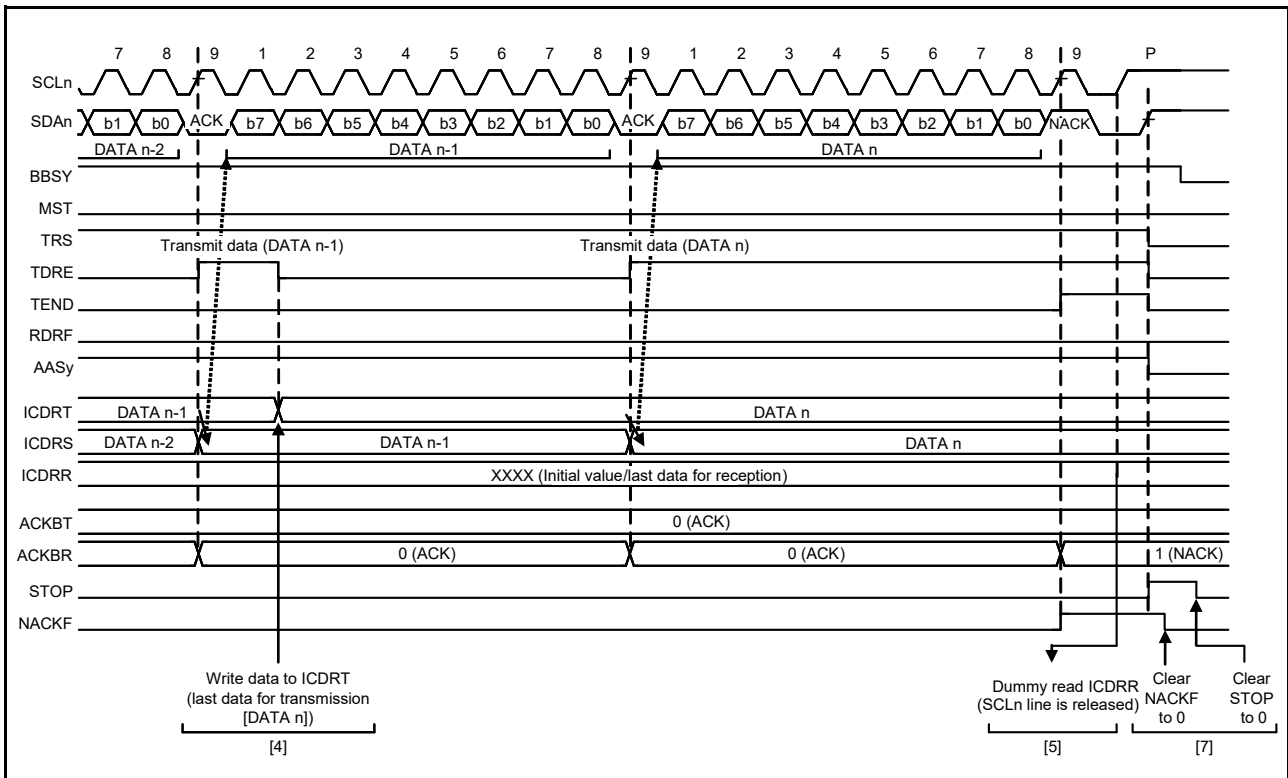 7 8 9 1 2 3 4 5 6 7 8 9 1 2 3 4 5 6 7 8 9 P
SCLn
SDAn b1 b0 ACK b7 b6 b5 b4 b3 b2 b1 b0 ACK b7 b6 b5 b4 b3 b2 b1 b0 NACK
DATA n-2 DATA n-1 DATA n
BBSY
MST
TRS
Transmit data (DATA n-1) Transmit data (DATA n)
TDRE
TEND
RDRF
AASy
ICDRT DATA n-1 DATA n
ICDRS DATA n-2 DATA n-1 DATA n
ICDRR XXXX (Initial value/last data for reception)
ACKBT 0 (ACK)
ACKBR 0 (ACK) 0 (ACK) 1 (NACK)
STOP
NACKF
Write data to ICDRT
(last data for transmission
[DATA n])
[4]
Dummy read ICDRR
(SCLn line is released)
[5]
Clear
NACKF
to 0
Clear
STOP
to 0
[7]